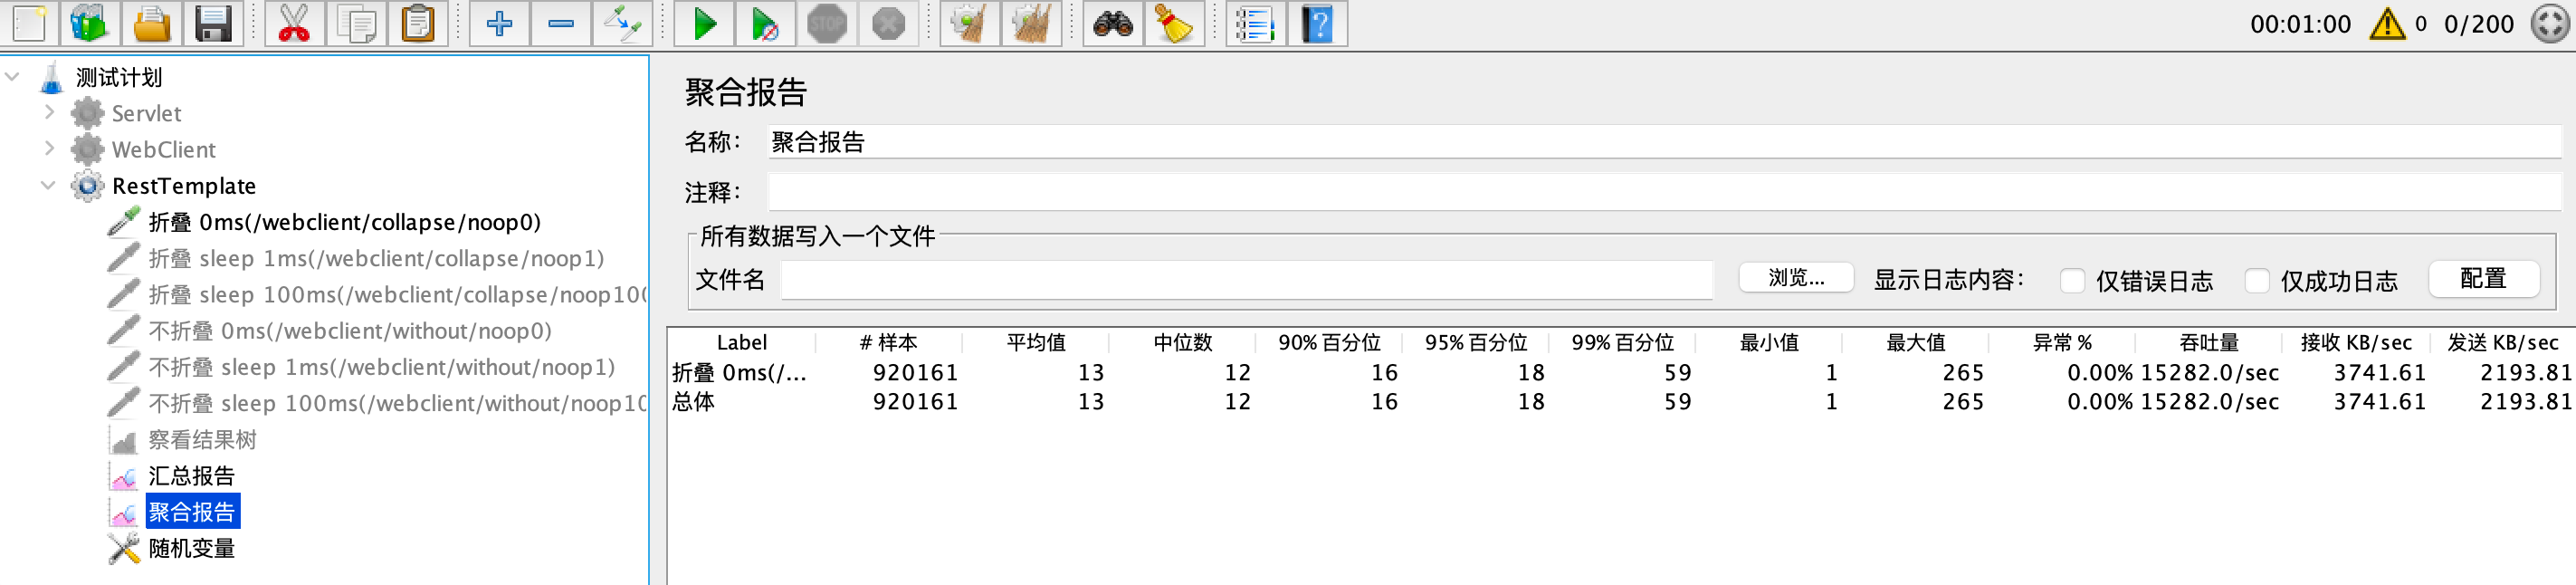 STOP
00:01:00 0 0/200
测试计划
Servlet
WebClient
RestTemplate
折叠 0ms(/webclient/collapse/noop0)
折叠 sleep 1ms(/webclient/collapse/noop1)
折叠 sleep 100ms(/webclient/collapse/noop10
不折叠 0ms(/webclient/without/noop0)
不折叠 sleep 1ms(/webclient/without/noop1)
不折叠 sleep 100ms(/webclient/without/noop10
察看结果树
汇总报告
聚合报告
随机变量
聚合报告
名称： 聚合报告
注释：
所有数据写入一个文件
文件名 浏览... 显示日志内容： 仅错误日志 仅成功日志 配置
Label # 样本 平均值 中位数 90% 百分位 95% 百分位 99% 百分位 最小值 最大值 异常 % 吞吐量 接收 KB/sec 发送 KB/sec
折叠 0ms(/... 920161 13 12 16 18 59 1 265 0.00% 15282.0/sec 3741.61 2193.81
总体 920161 13 12 16 18 59 1 265 0.00% 15282.0/sec 3741.61 2193.81